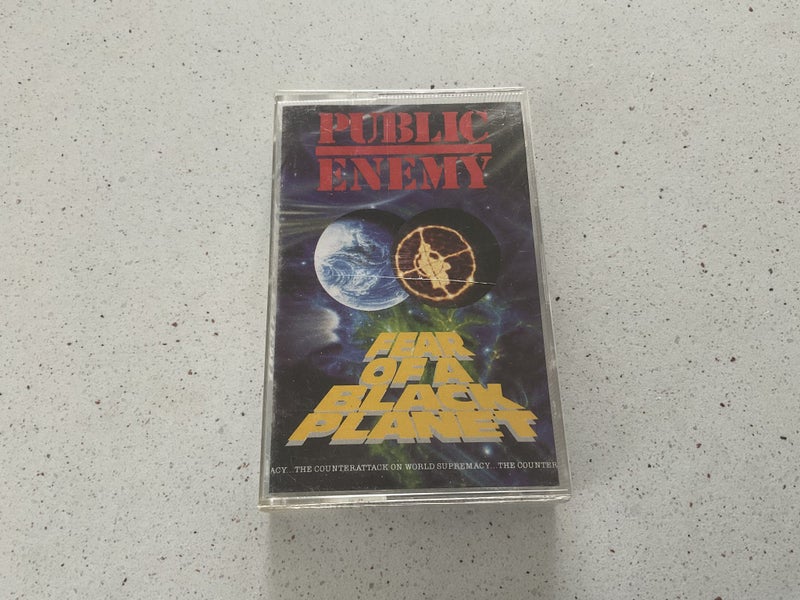 PUBLIC
ENEMY
FEAR
OF A
BLACK
PLANET
ACY...THE COUNTERATTACK ON WORLD SUPREMACY...THE COUNTER